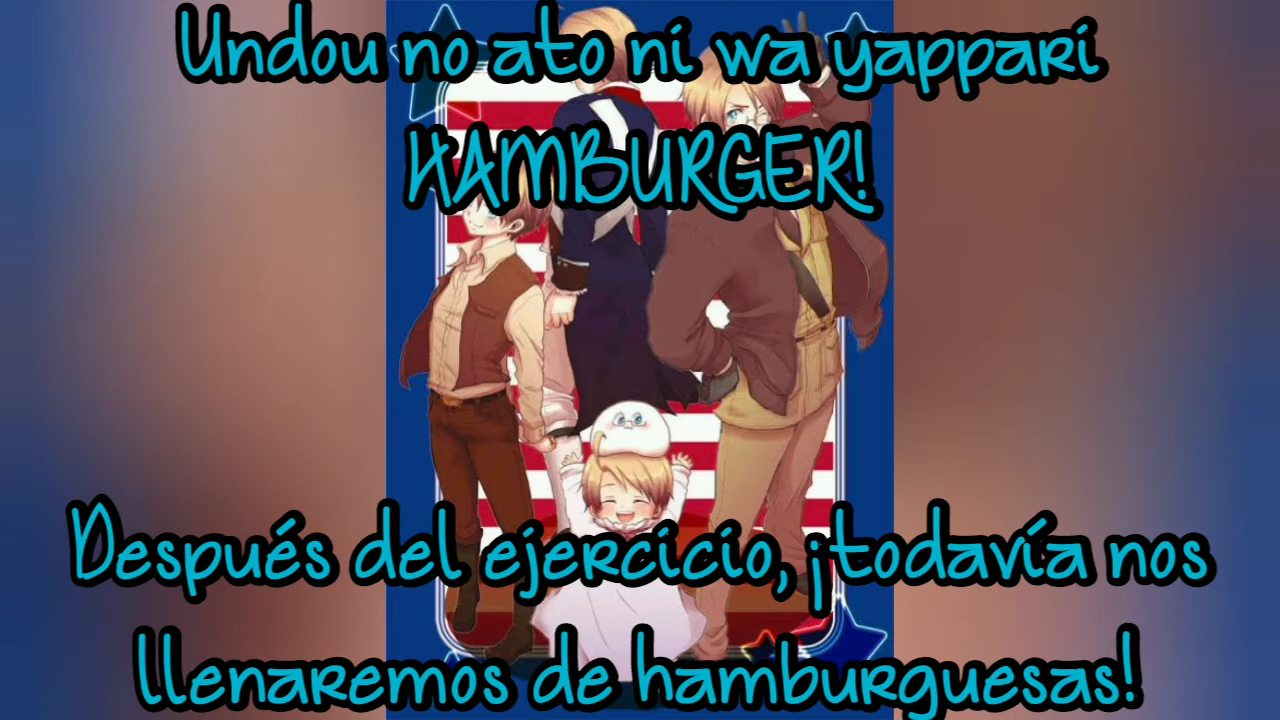 Undou no ato ni wa yappari
HAMBURGER!
Después del ejercicio, ¡todavía nos
llenaremos de hamburguesas!